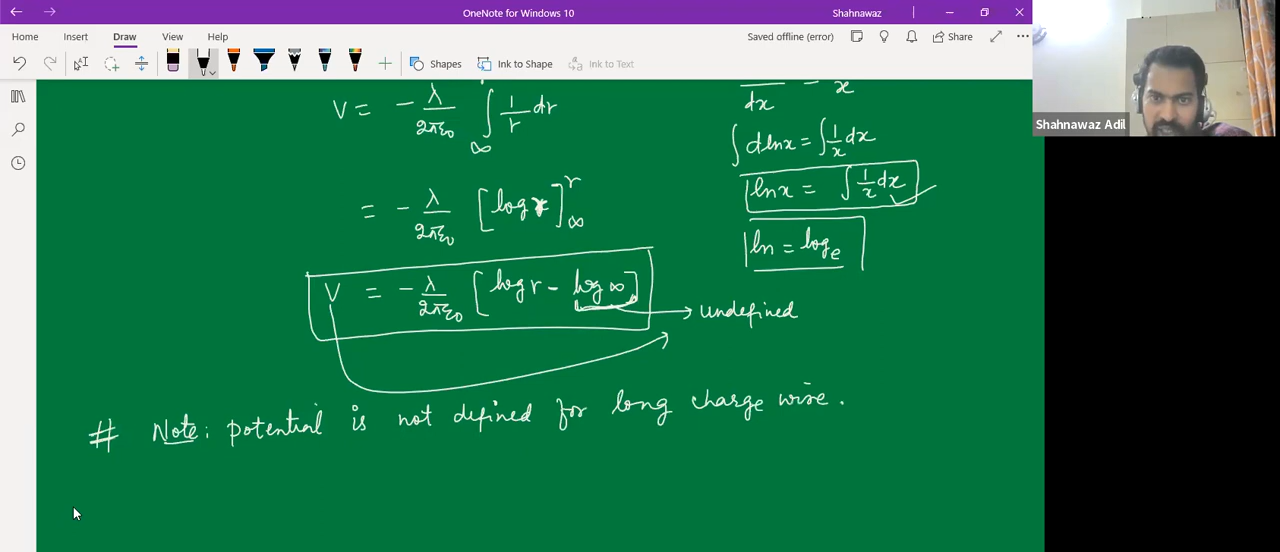 OneNote for Windows 10
Shahnawaz
Home Insert Draw View Help
Saved offline (error)
Share
Shapes
Ink to Shape
Ink to Text
V = -λ/2πε₀ ∫∞ 1/r dr
= -λ/2πε₀ [log r]∞^r
V = -λ/2πε₀ [log r - log ∞] → undefined
dx = x
∫ d lnx = ∫ 1/x dx
ln x = ∫ 1/x dx
ln = logₑ
# Note: potential is not defined for long charge wire.
Shahnawaz Adil